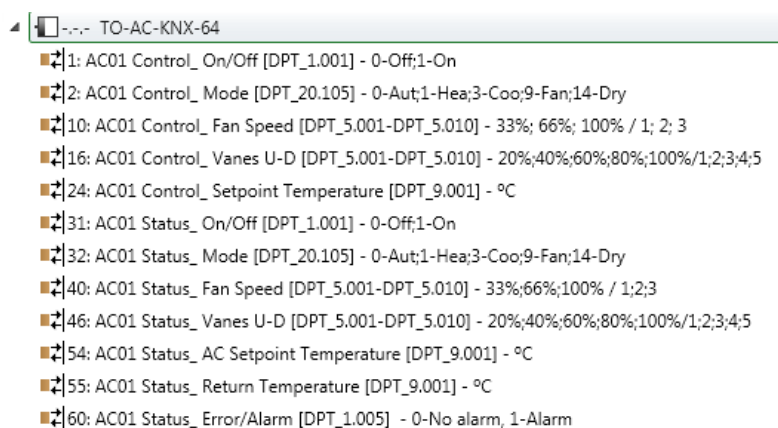 -.-.- TO-AC-KNX-64
1: AC01 Control_ On/Off [DPT_1.001] - 0-Off;1-On
2: AC01 Control_ Mode [DPT_20.105] - 0-Aut;1-Hea;3-Coo;9-Fan;14-Dry
10: AC01 Control_ Fan Speed [DPT_5.001-DPT_5.010] - 33%; 66%; 100% / 1; 2; 3
16: AC01 Control_ Vanes U-D [DPT_5.001-DPT_5.010] - 20%;40%;60%;80%;100%/1;2;3;4;5
24: AC01 Control_ Setpoint Temperature [DPT_9.001] - ºC
31: AC01 Status_ On/Off [DPT_1.001] - 0-Off;1-On
32: AC01 Status_ Mode [DPT_20.105] - 0-Aut;1-Hea;3-Coo;9-Fan;14-Dry
40: AC01 Status_ Fan Speed [DPT_5.001-DPT_5.010] - 33%;66%;100% / 1;2;3
46: AC01 Status_ Vanes U-D [DPT_5.001-DPT_5.010] - 20%;40%;60%;80%;100%/1;2;3;4;5
54: AC01 Status_ AC Setpoint Temperature [DPT_9.001] - ºC
55: AC01 Status_ Return Temperature [DPT_9.001] - ºC
60: AC01 Status_ Error/Alarm [DPT_1.005]  - 0-No alarm, 1-Alarm